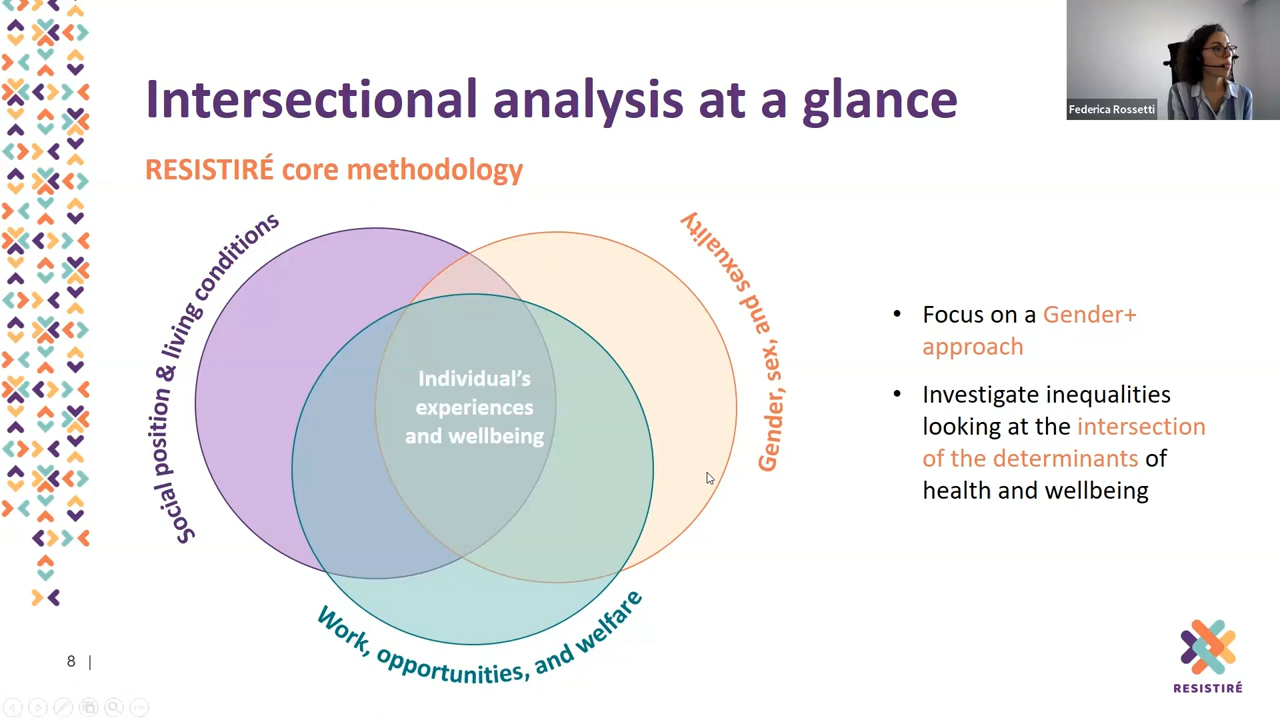 Intersectional analysis at a glance
Federica Rossetti
RESISTIRÉ core methodology
Social position & living conditions
Gender, sex, and sexuality
Individual's
experiences
and wellbeing
Work, opportunities, and welfare
• Focus on a Gender+
approach
• Investigate inequalities
looking at the intersection
of the determinants of
health and wellbeing
8 |
RESISTIRÉ